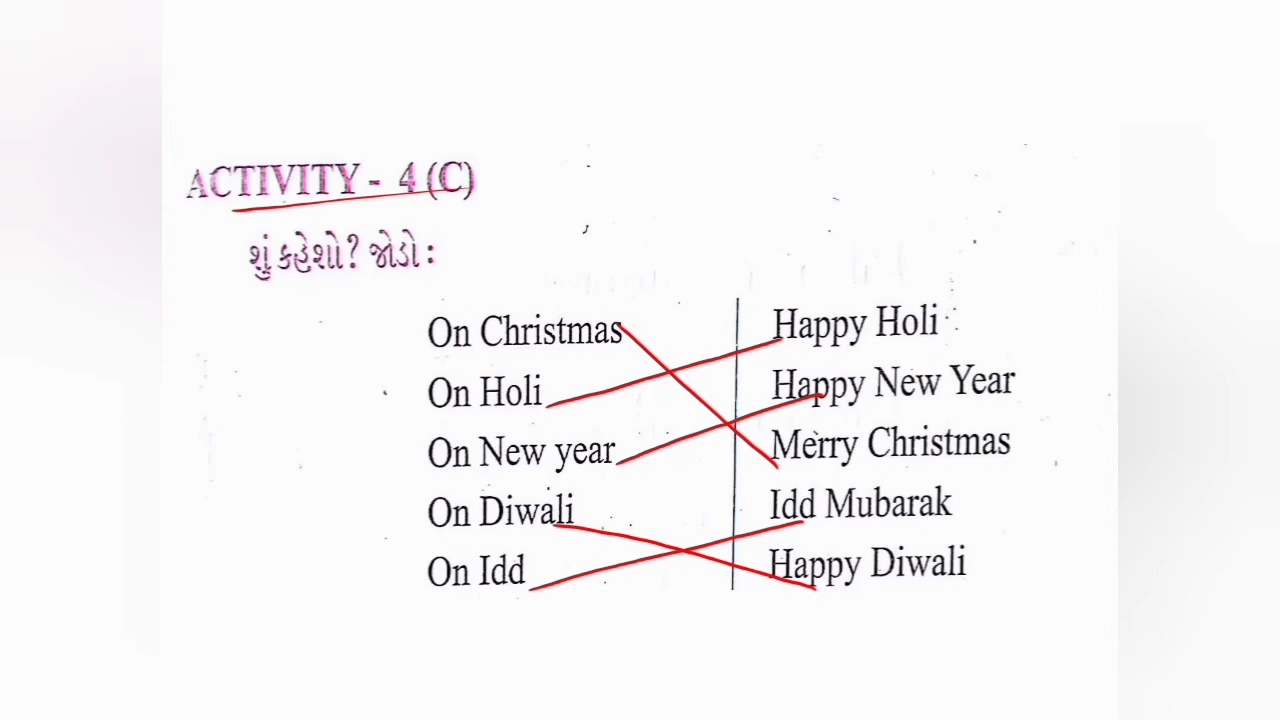 ACTIVITY - 4 (C)
શું કહેશો? જોડો :
On Christmas Happy Holi
On Holi Happy New Year
On New year Merry Christmas
On Diwali Idd Mubarak
On Idd Happy Diwali